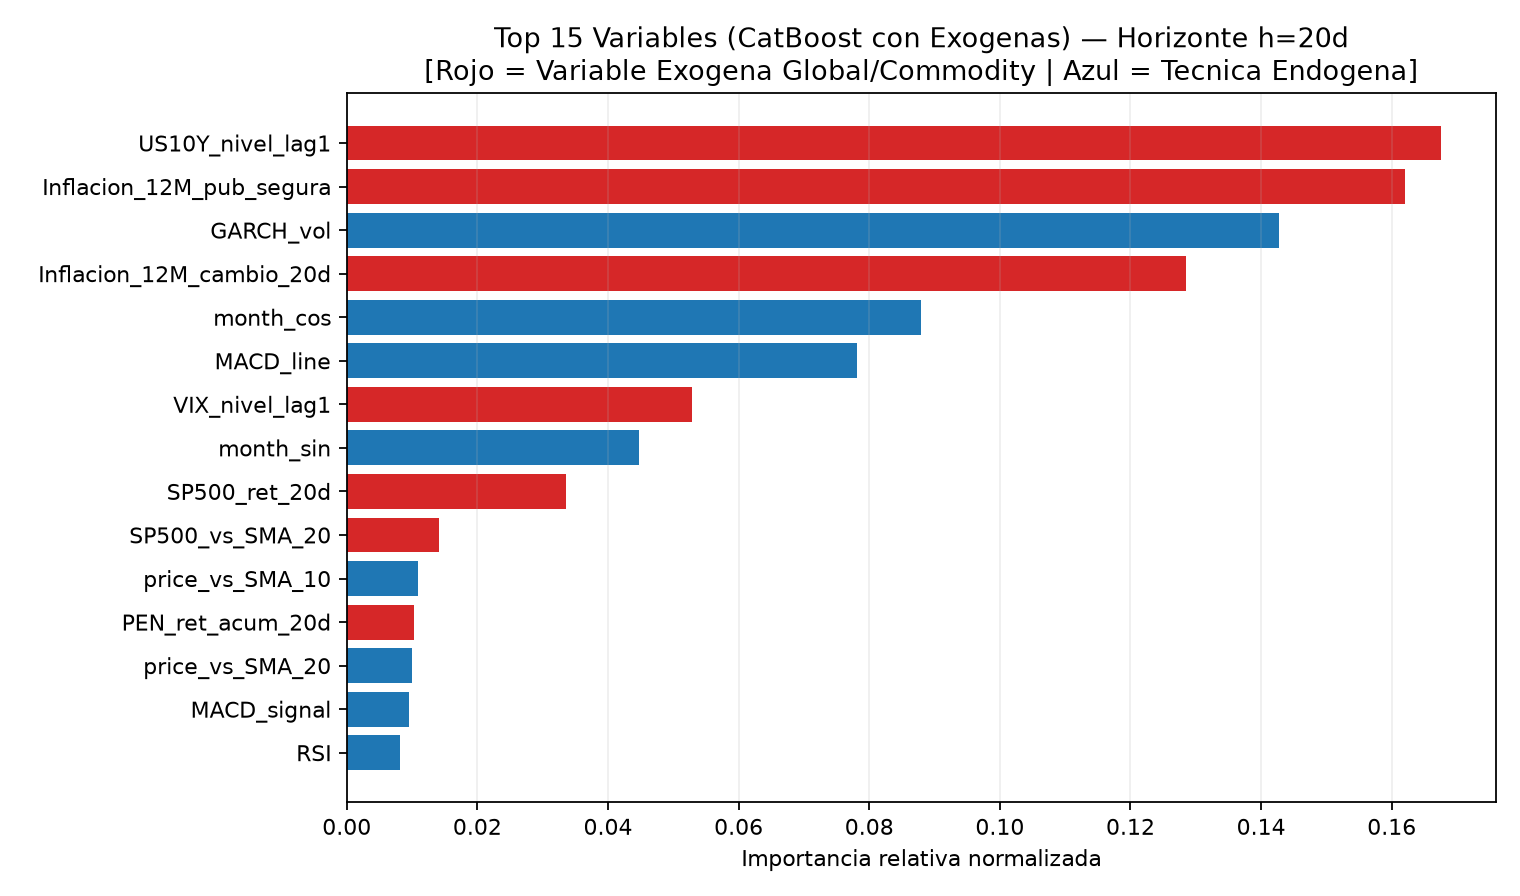 Top 15 Variables (CatBoost con Exogenas) — Horizonte h=20d
[Rojo = Variable Exogena Global/Commodity | Azul = Tecnica Endogena]
US10Y_nivel_lag1
Inflacion_12M_pub_segura
GARCH_vol
Inflacion_12M_cambio_20d
month_cos
MACD_line
VIX_nivel_lag1
month_sin
SP500_ret_20d
SP500_vs_SMA_20
price_vs_SMA_10
PEN_ret_acum_20d
price_vs_SMA_20
MACD_signal
RSI
0.00 0.02 0.04 0.06 0.08 0.10 0.12 0.14 0.16
Importancia relativa normalizada